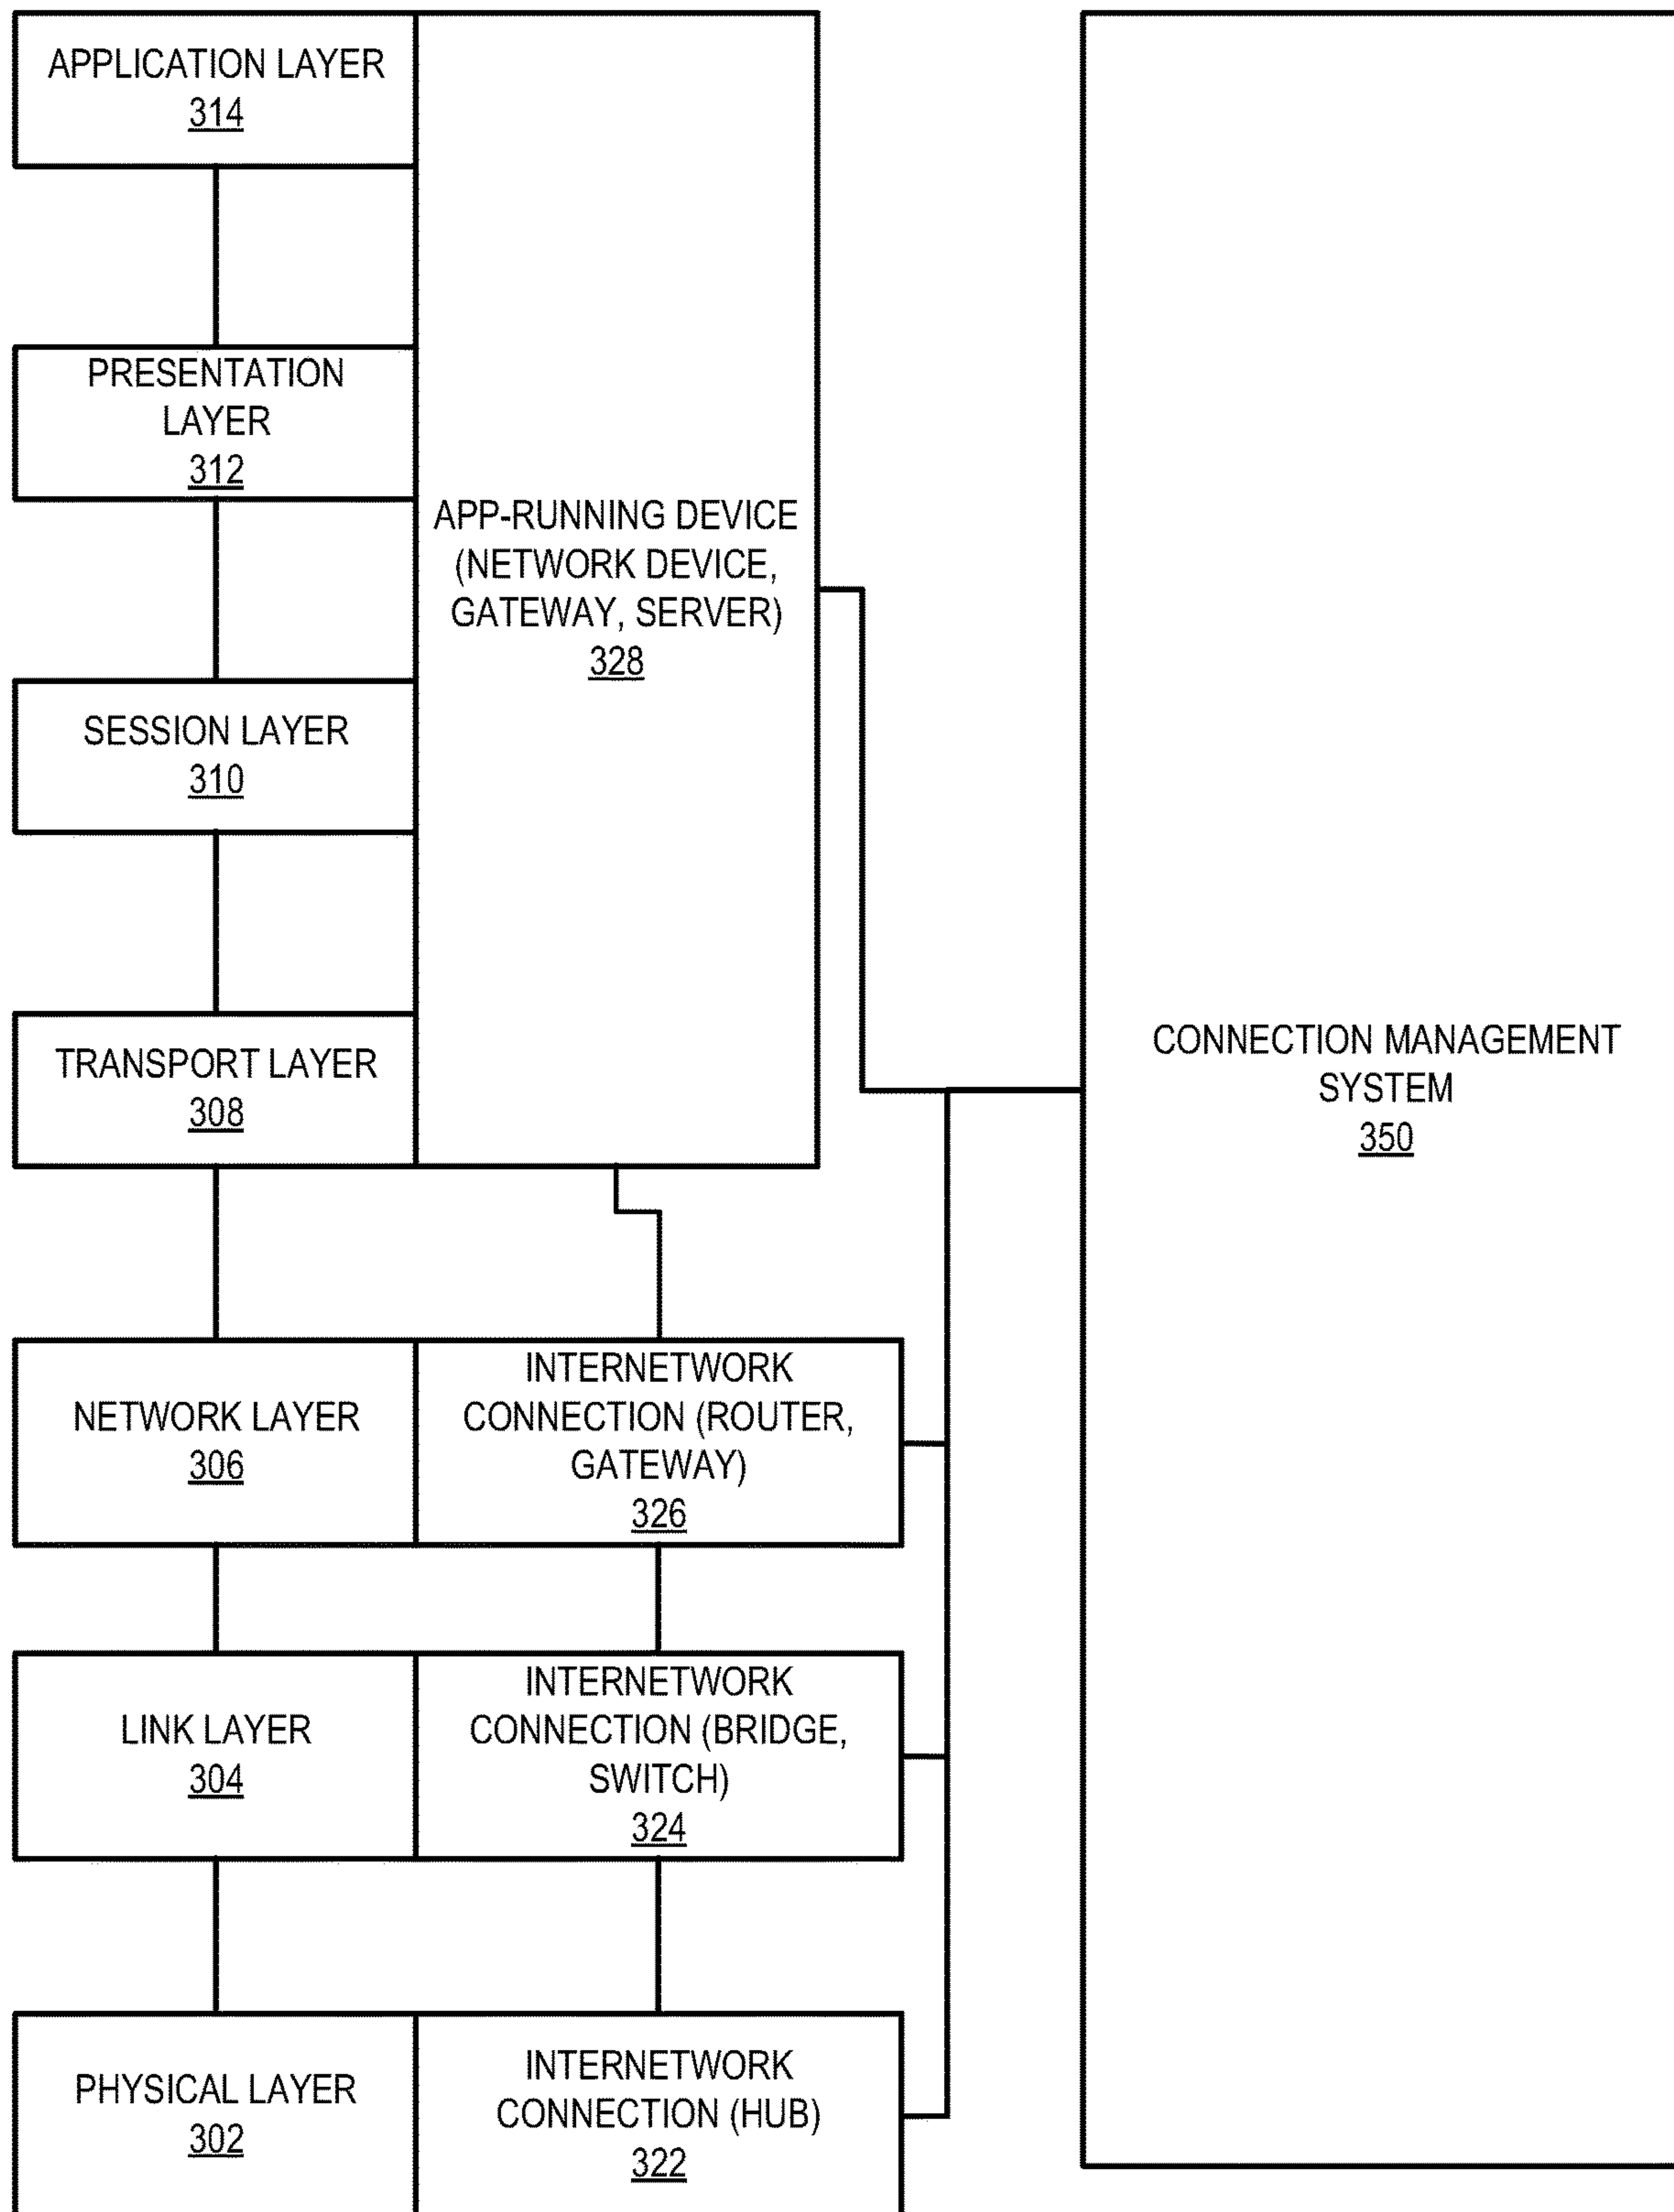 APPLICATION LAYER
314
PRESENTATION
LAYER
312
APP-RUNNING DEVICE
(NETWORK DEVICE,
GATEWAY, SERVER)
328
SESSION LAYER
310
TRANSPORT LAYER
308
CONNECTION MANAGEMENT
SYSTEM
350
NETWORK LAYER
306
INTERNETWORK
CONNECTION (ROUTER,
GATEWAY)
326
LINK LAYER
304
INTERNETWORK
CONNECTION (BRIDGE,
SWITCH)
324
PHYSICAL LAYER
302
INTERNETWORK
CONNECTION (HUB)
322